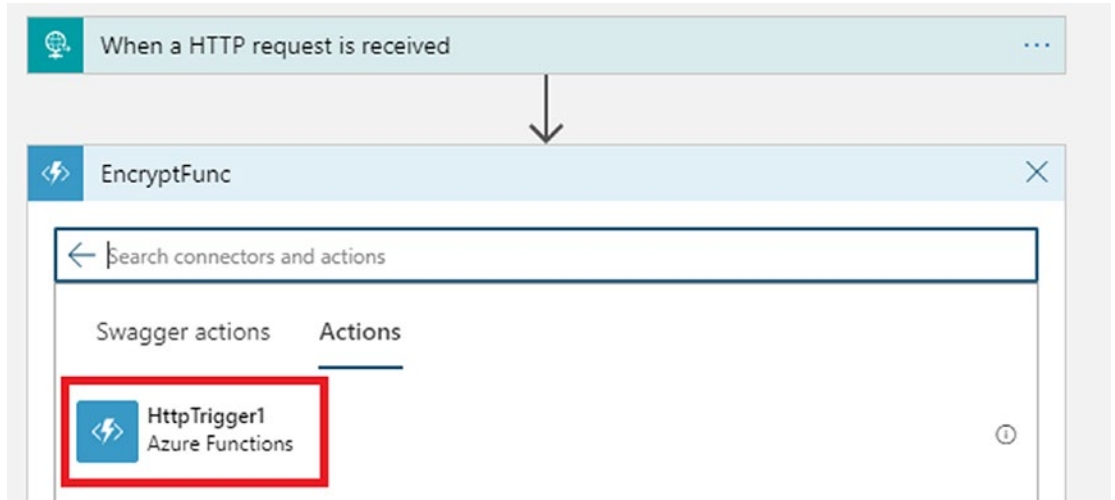 When a HTTP request is received
EncryptFunc
Search connectors and actions
Swagger actions Actions
HttpTrigger1
Azure Functions